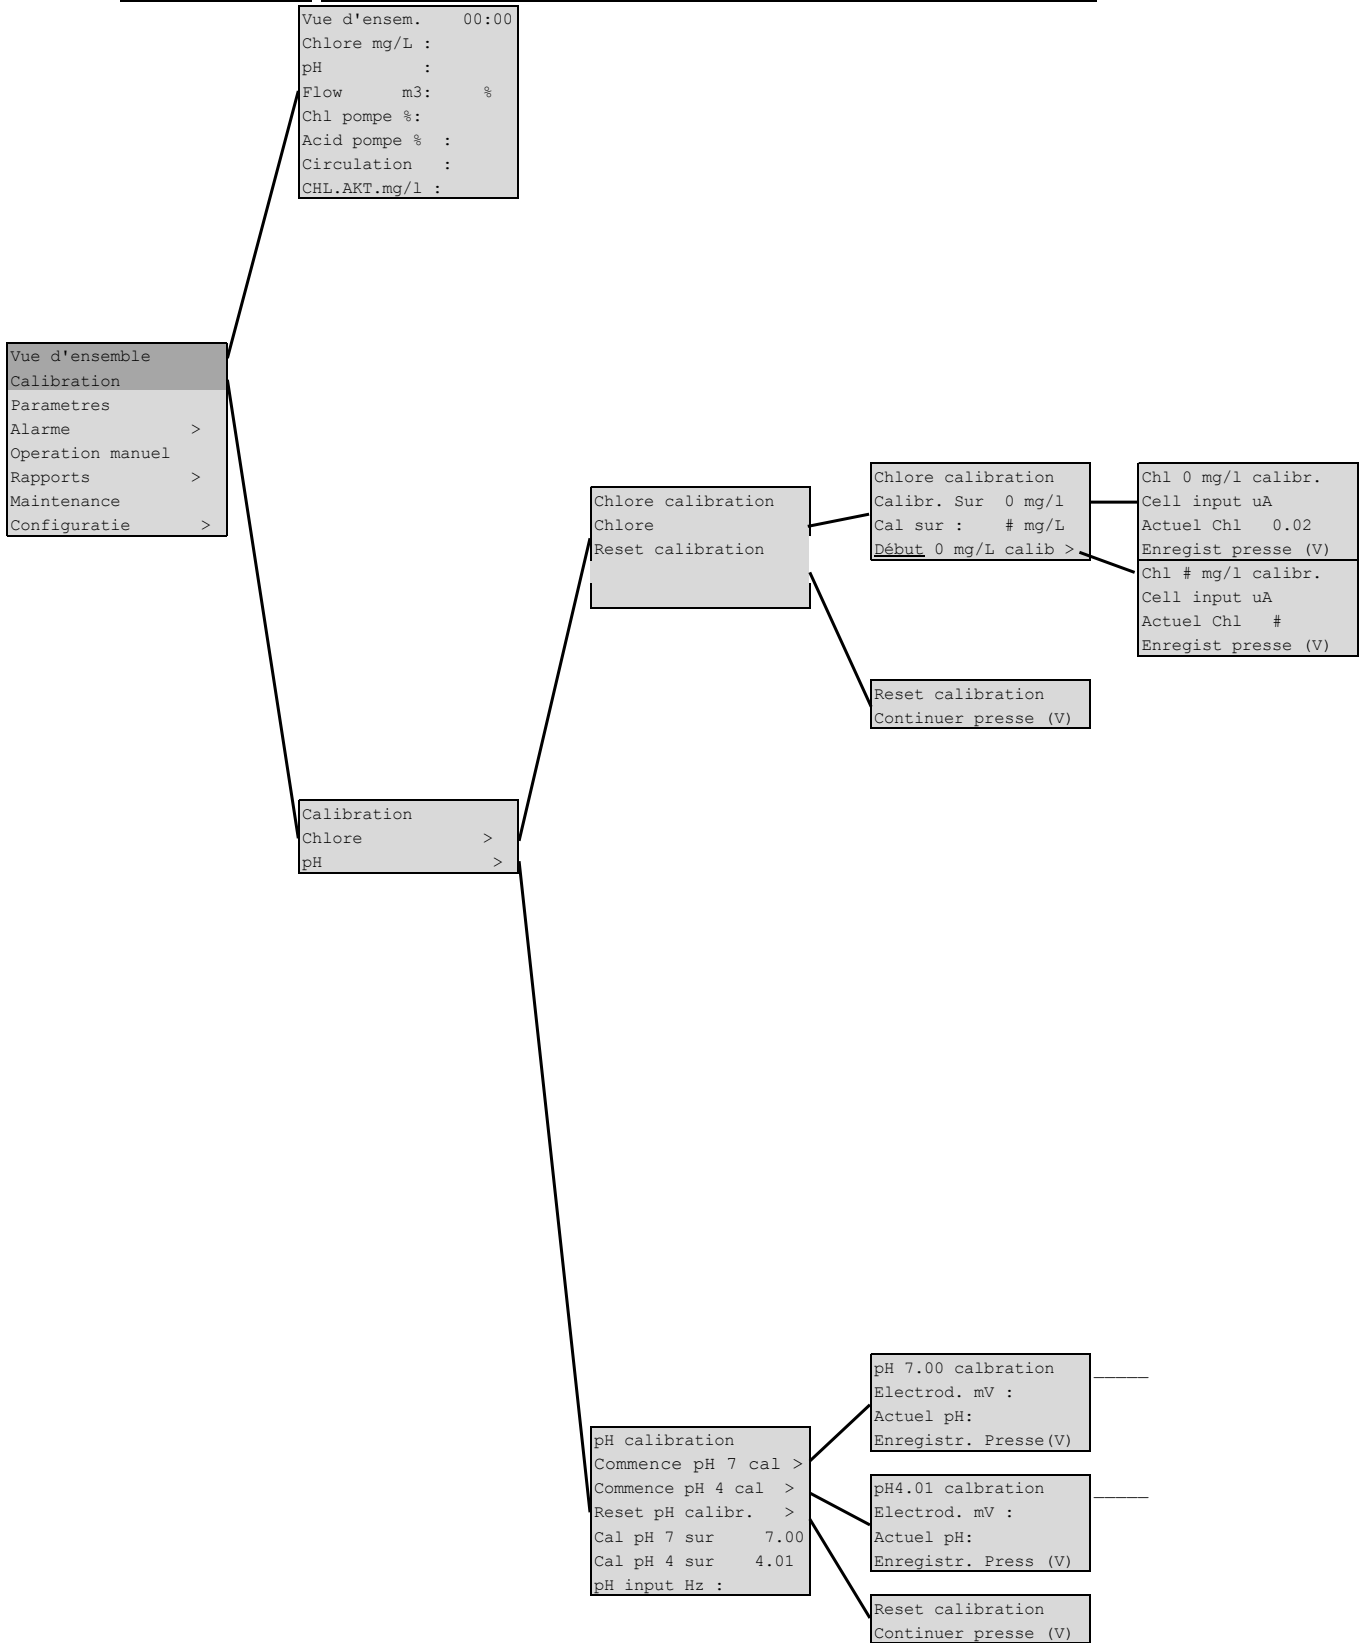 Vue d'ensem. 00:00
Chlore mg/L :
pH :
Flow m3: %
Chl pompe %:
Acid pompe % :
Circulation :
CHL.AKT.mg/l :
Vue d'ensemble
Calibration
Parametres
Alarme >
Operation manuel
Rapports >
Maintenance
Configuratie >
Chlore calibration
Chlore
Reset calibration
Chlore calibration
Calibr. Sur 0 mg/l
Cal sur : # mg/L
Début 0 mg/L calib >
Chl 0 mg/l calibr.
Cell input uA
Actuel Chl 0.02
Enregist presse (V)
Chl # mg/l calibr.
Cell input uA
Actuel Chl #
Enregist presse (V)
Reset calibration
Continuer presse (V)
Calibration
Chlore >
pH >
pH calibration
Commence pH 7 cal >
Commence pH 4 cal >
Reset pH calibr. >
Cal pH 7 sur 7.00
Cal pH 4 sur 4.01
pH input Hz :
pH 7.00 calbration
Electrod. mV :
Actuel pH:
Enregistr. Presse(V)
pH4.01 calbration
Electrod. mV :
Actuel pH:
Enregistr. Press (V)
Reset calibration
Continuer presse (V)